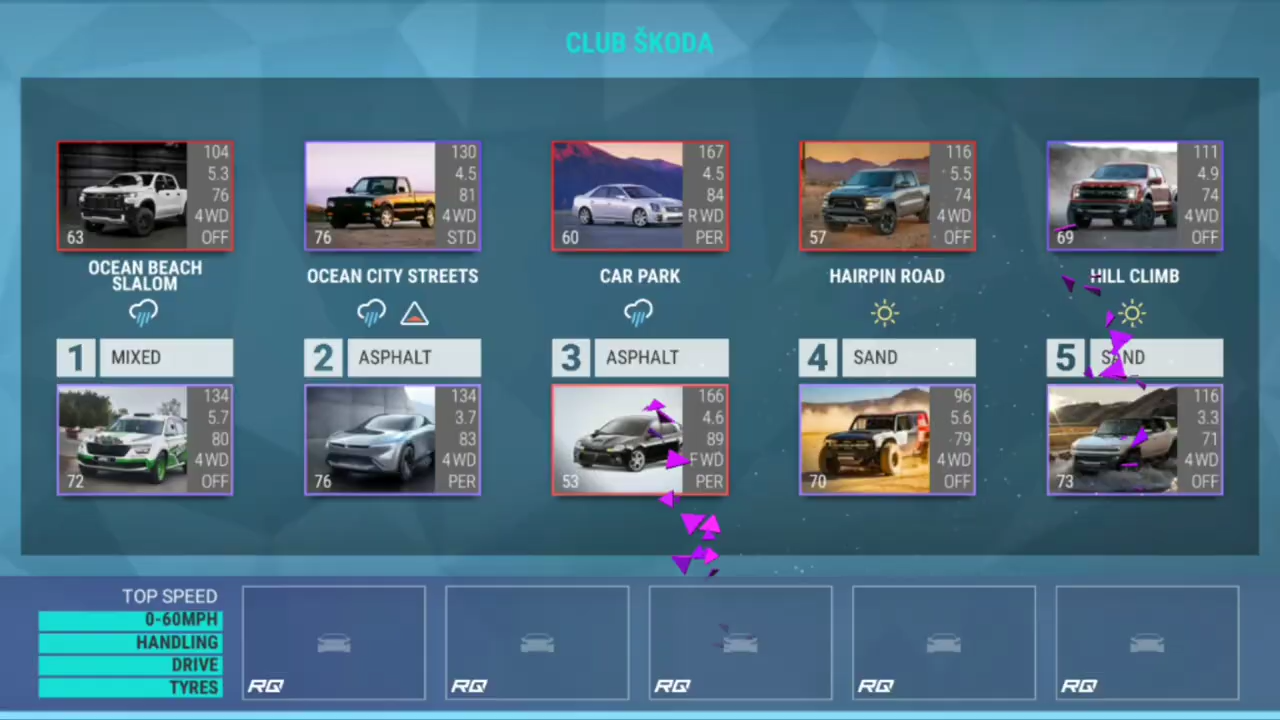 CLUB ŠKODA
104
5.3
76
4WD
63 OFF
130
4.5
81
4WD
76 STD
167
4.5
84
RWD
60 PER
116
5.5
74
4WD
57 OFF
111
4.9
74
4WD
69 OFF
OCEAN BEACH
SLALOM
OCEAN CITY STREETS
CAR PARK
HAIRPIN ROAD
HILL CLIMB
1 MIXED
2 ASPHALT
3 ASPHALT
4 SAND
5 SAND
134
5.7
80
4WD
72 OFF
134
3.7
83
4WD
76 PER
166
4.6
89
FWD
53 PER
96
5.6
79
4WD
70 OFF
116
3.3
71
4WD
73 OFF
TOP SPEED
0-60MPH
HANDLING
DRIVE
TYRES
RQ
RQ
RQ
RQ
RQ